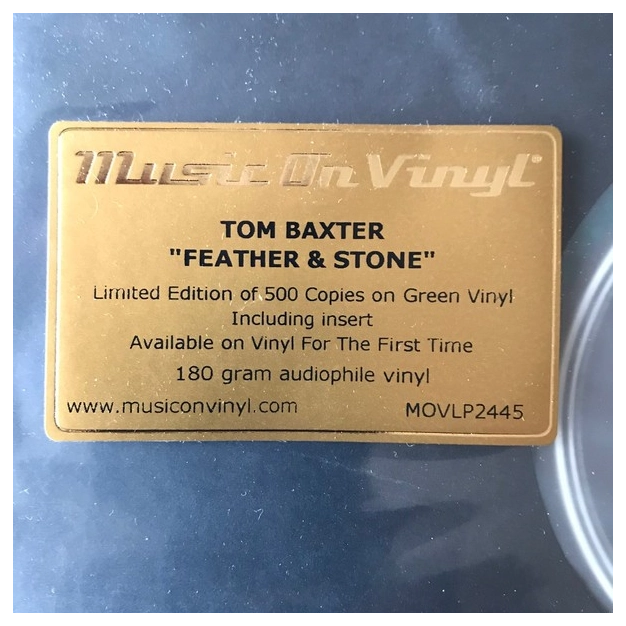 Music On Vinyl®
TOM BAXTER
"FEATHER & STONE"
Limited Edition of 500 Copies on Green Vinyl
Including insert
Available on Vinyl For The First Time
180 gram audiophile vinyl
www.musiconvinyl.com MOVLP2445